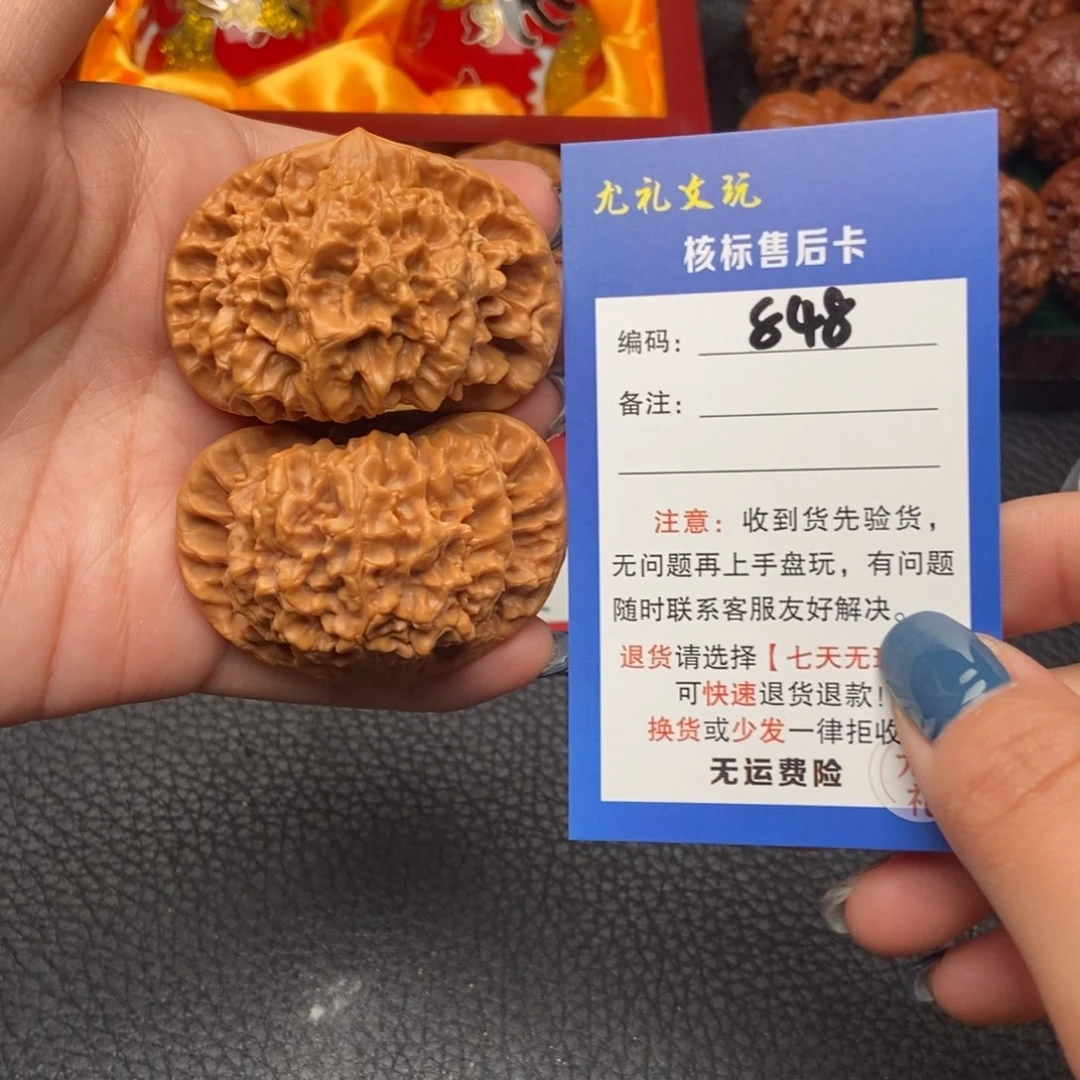 尤礼文玩
核标售后卡
编码：848
备注：
注意：收到货先验货，
无问题再上手盘玩，有问题
随时联系客服友好解决。
退货请选择【七天无
可快速退货退款！
换货或少发一律拒收
无运费险
礼